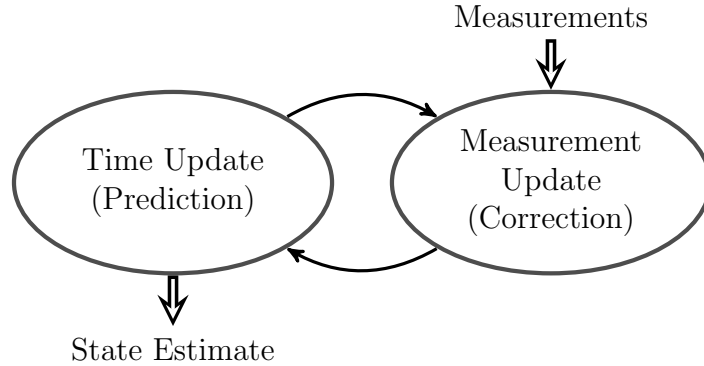 Measurements
Time Update
(Prediction)
Measurement
Update
(Correction)
State Estimate